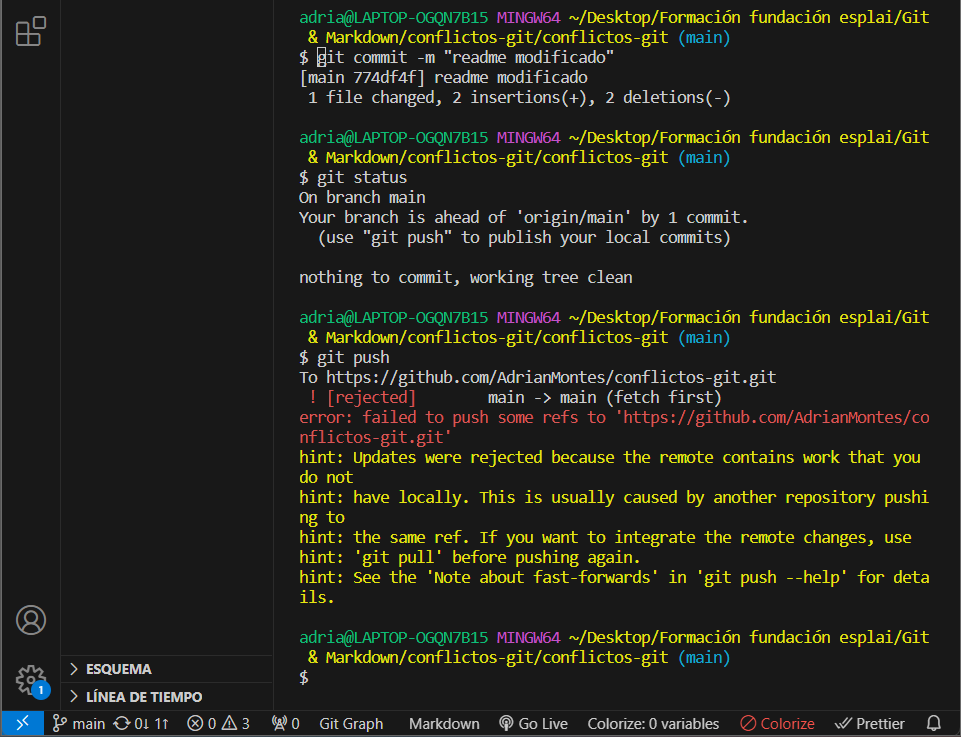 adria@LAPTOP-OGQN7B15 MINGW64 ~/Desktop/Formación fundación esplai/Git
& Markdown/conflictos-git/conflictos-git (main)
$ git commit -m "readme modificado"
[main 774df4f] readme modificado
1 file changed, 2 insertions(+), 2 deletions(-)
adria@LAPTOP-OGQN7B15 MINGW64 ~/Desktop/Formación fundación esplai/Git
& Markdown/conflictos-git/conflictos-git (main)
$ git status
On branch main
Your branch is ahead of 'origin/main' by 1 commit.
(use "git push" to publish your local commits)
nothing to commit, working tree clean
adria@LAPTOP-OGQN7B15 MINGW64 ~/Desktop/Formación fundación esplai/Git
& Markdown/conflictos-git/conflictos-git (main)
$ git push
To https://github.com/AdrianMontes/conflictos-git.git
! [rejected]        main -> main (fetch first)
error: failed to push some refs to 'https://github.com/AdrianMontes/co
nflictos-git.git'
hint: Updates were rejected because the remote contains work that you
do not
hint: have locally. This is usually caused by another repository pushi
ng to
hint: the same ref. If you want to integrate the remote changes, use
hint: 'git pull' before pushing again.
hint: See the 'Note about fast-forwards' in 'git push --help' for deta
ils.
adria@LAPTOP-OGQN7B15 MINGW64 ~/Desktop/Formación fundación esplai/Git
& Markdown/conflictos-git/conflictos-git (main)
$
1
ESQUEMA
LÍNEA DE TIEMPO
main 0↓ 1↑ 0 3 0 Git Graph Markdown Go Live Colorize: 0 variables Colorize Prettier